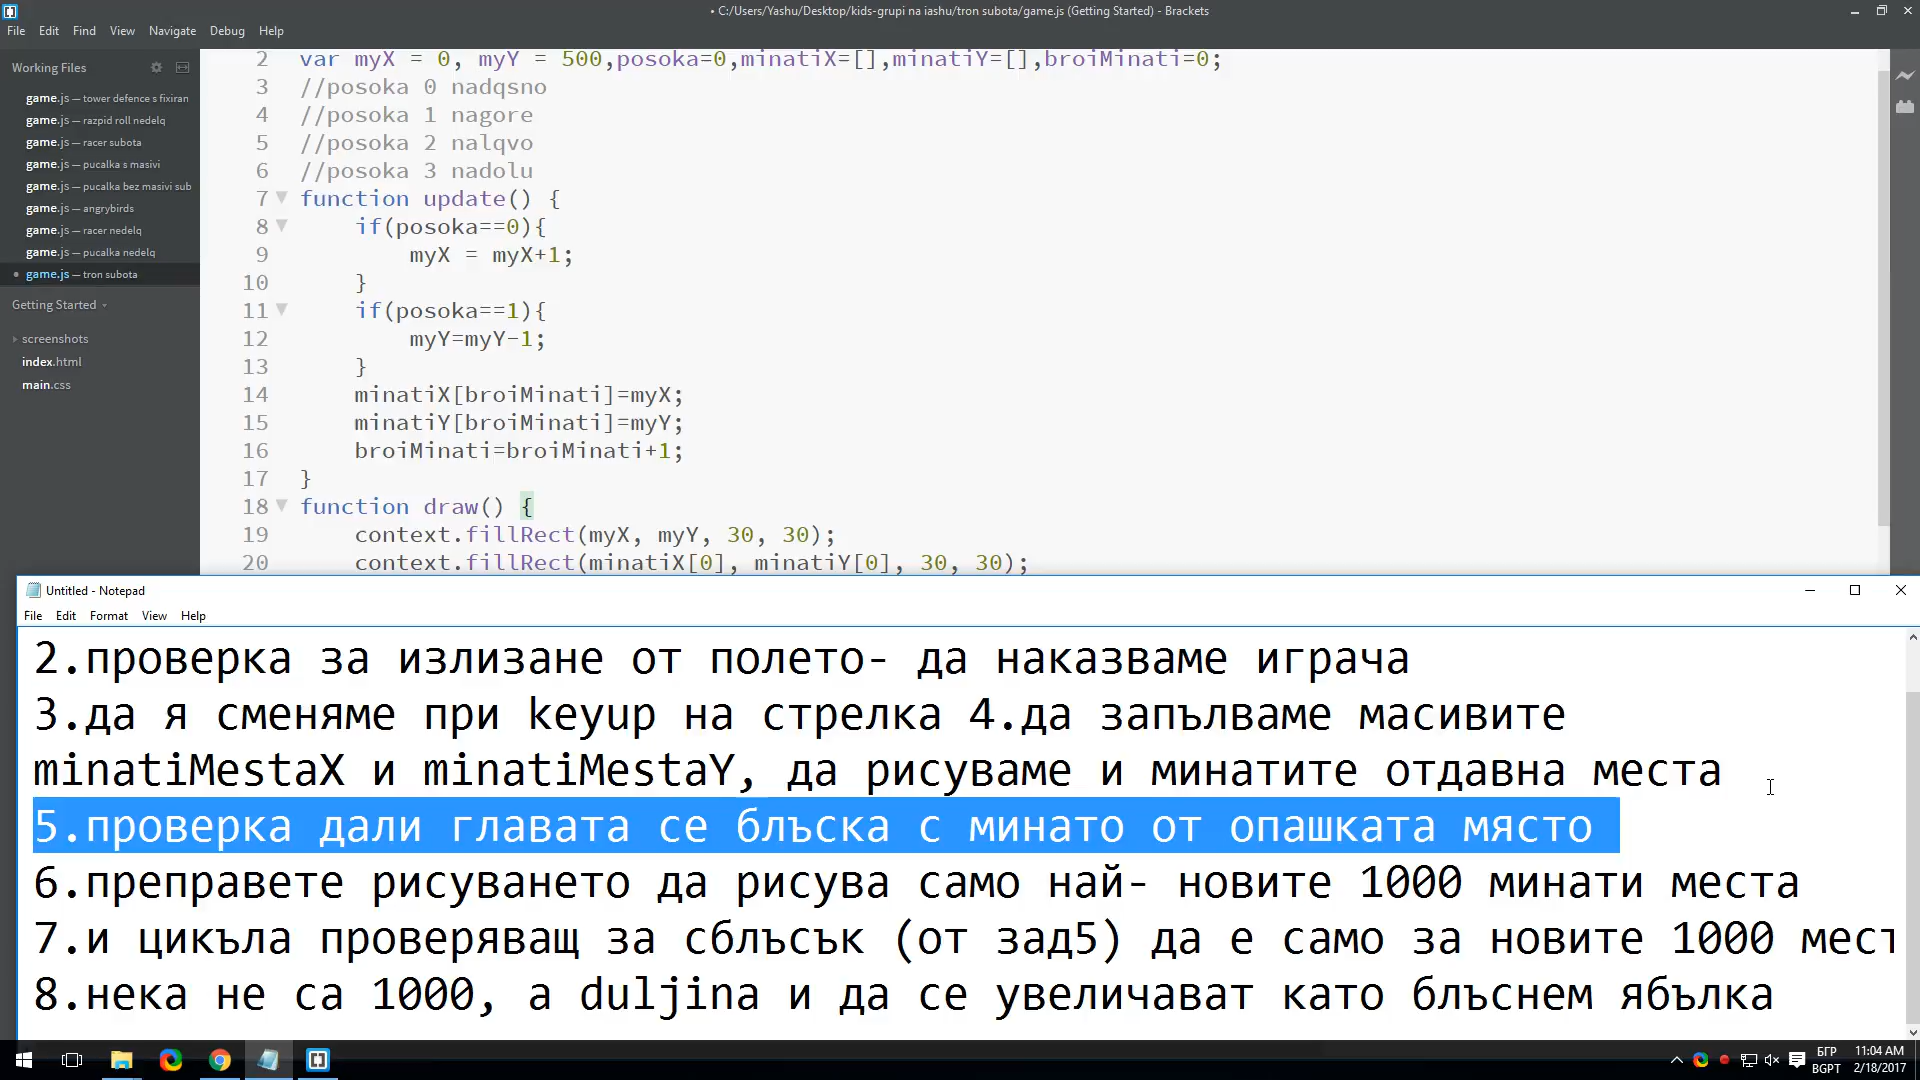 • C:/Users/Yashu/Desktop/kids-grupi na iashu/tron subota/game.js (Getting Started) - Brackets
File Edit Find View Navigate Debug Help
Working Files
game.js — tower defence s fixiran
game.js — razpid roll nedelq
game.js — racer subota
game.js — pucalka s masivi
game.js — pucalka bez masivi sub
game.js — angrybirds
game.js — racer nedelq
game.js — pucalka nedelq
game.js — tron subota
Getting Started
screenshots
index.html
main.css
2 var myX = 0, myY = 500,posoka=0,minatiX=[],minatiY=[],broiMinati=0;
3 //posoka 0 nadqsno
4 //posoka 1 nagore
5 //posoka 2 nalqvo
6 //posoka 3 nadolu
7 function update() {
8 if(posoka==0){
9 myX = myX+1;
10 }
11 if(posoka==1){
12 myY=myY-1;
13 }
14 minatiX[broiMinati]=myX;
15 minatiY[broiMinati]=myY;
16 broiMinati=broiMinati+1;
17 }
18 function draw() {
19 context.fillRect(myX, myY, 30, 30);
20 context.fillRect(minatiX[0], minatiY[0], 30, 30);
Untitled - Notepad
File Edit Format View Help
2.проверка за излизане от полето- да наказваме играча
3.да я сменяме при keyup на стрелка 4.да запълваме масивите
minatiMestaX и minatiMestaY, да рисуваме и минатите отдавна места
5.проверка дали главата се блъска с минато от опашката място
6.преправете рисуването да рисува само най- новите 1000 минати места
7.и цикъла проверяващ за сблъсък (от зад5) да е само за новите 1000 мест
8.нека не са 1000, а duljina и да се увеличават като блъснем ябълка
БГР 11:04 AM
BGPT 2/18/2017